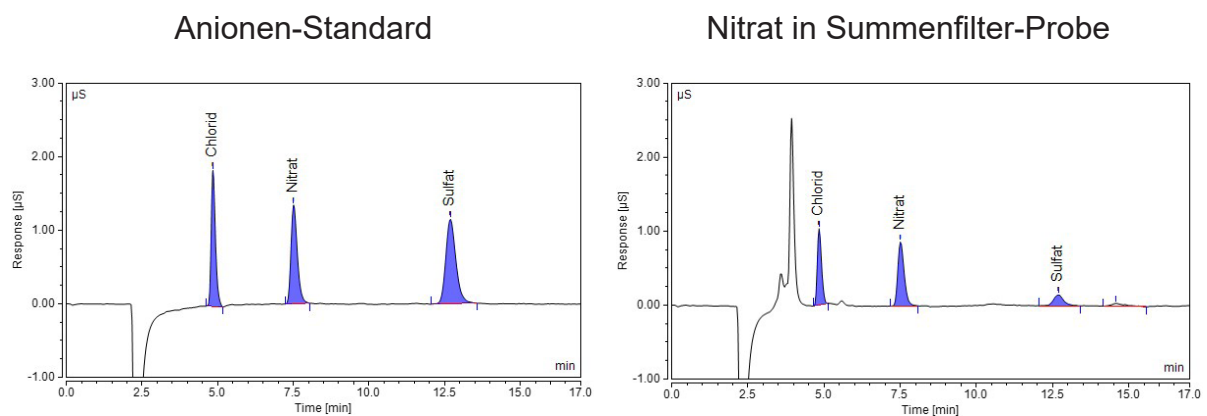 Anionen-Standard
3.00
µS
2.00
1.00
0.00
-1.00
Response [µS]
Chlorid
Nitrat
Sulfat
min
0.0 2.5 5.0 7.5 10.0 12.5 15.0 17.0
Time [min]
Nitrat in Summenfilter-Probe
3.00
µS
2.00
1.00
0.00
-1.00
Response [µS]
Chlorid
Nitrat
Sulfat
min
0.0 2.5 5.0 7.5 10.0 12.5 15.0 17.0
Time [min]